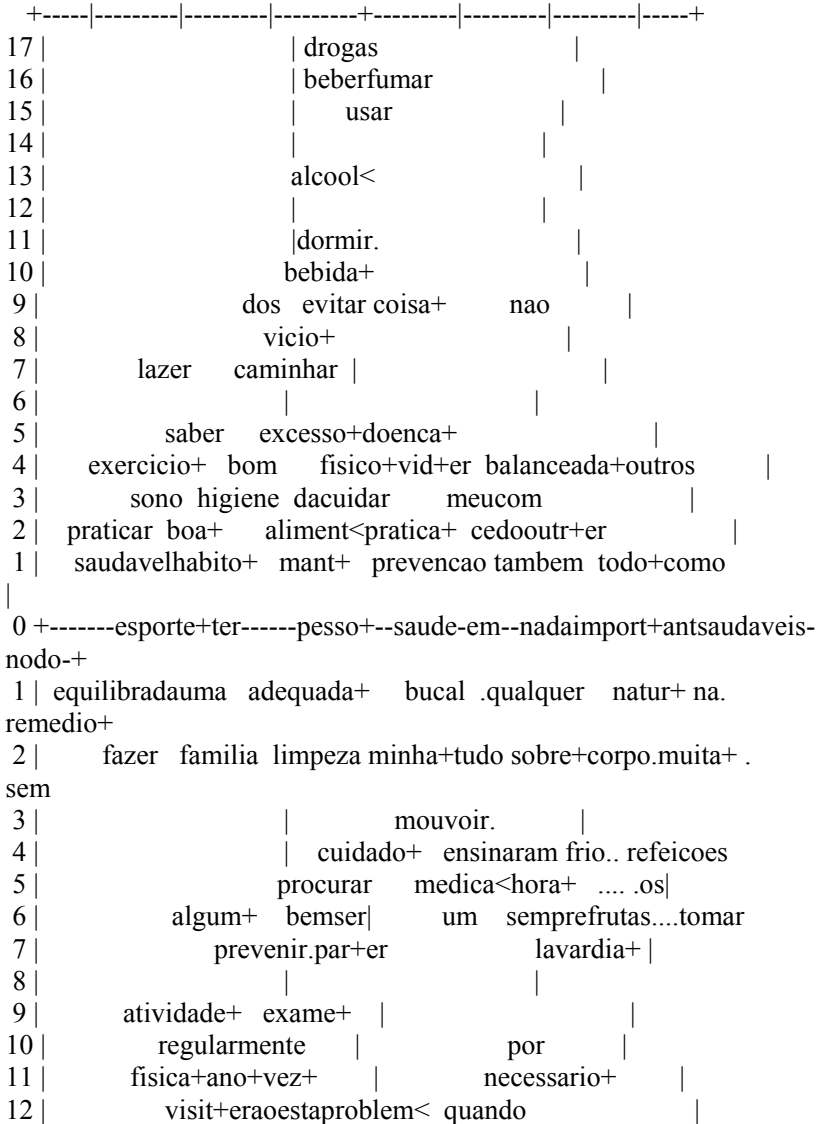 +-----|---------|---------|---------+---------|---------|---------|-----+
17 | | drogas |
16 | | beberfumar |
15 | | usar |
14 | | |
13 | alcool< |
12 | | |
11 | |dormir. |
10 | bebida+ |
9 | dos evitar coisa+ nao |
8 | vicio+ |
7 | lazer caminhar | |
6 | | |
5 | saber excesso+doenca+ |
4 | exercicio+ bom fisico+vid+er balanceada+outros |
3 | sono higiene dacuidar meucom |
2 | praticar boa+ aliment<pratica+ cedooutr+er |
1 | saudavelhabito+ mant+ prevencao tambem todo+como
|
0 +-------esporte+ter------pesso+--saude-em--nadaimport+antsaudaveis-
nodo-+
1 | equilibradauma adequada+ bucal .qualquer natur+ na.
remedio+
2 | fazer familia limpeza minha+tudo sobre+corpo.muita+ .
sem
3 | | mouvoir. |
4 | | cuidado+ ensinaram frio.. refeicoes
5 | procurar medica<hora+ .... .os|
6 | algum+ bemser| um semprefrutas....tomar
7 | prevenir.par+er lavardia+ |
8 | | |
9 | atividade+ exame+ | |
10 | regularmente | por |
11 | fisica+ano+vez+ | necessario+ |
12 | visit+eraoestaproblem< quando |